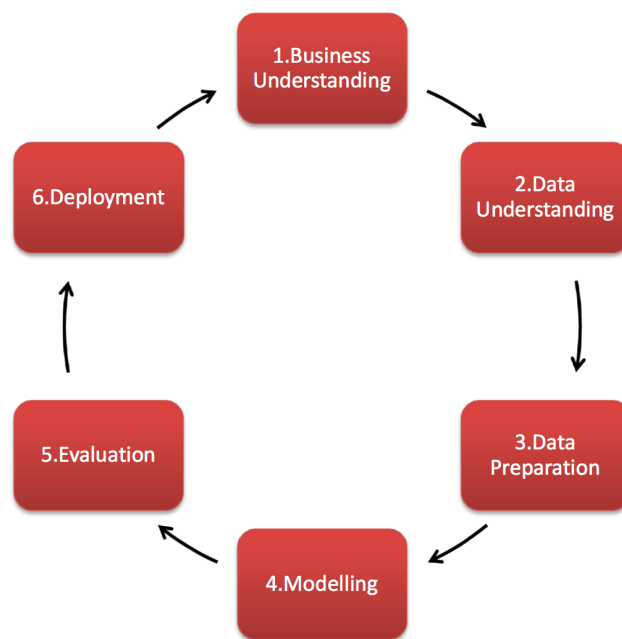 1.Business
Understanding
2.Data
Understanding
3.Data
Preparation
4.Modelling
5.Evaluation
6.Deployment